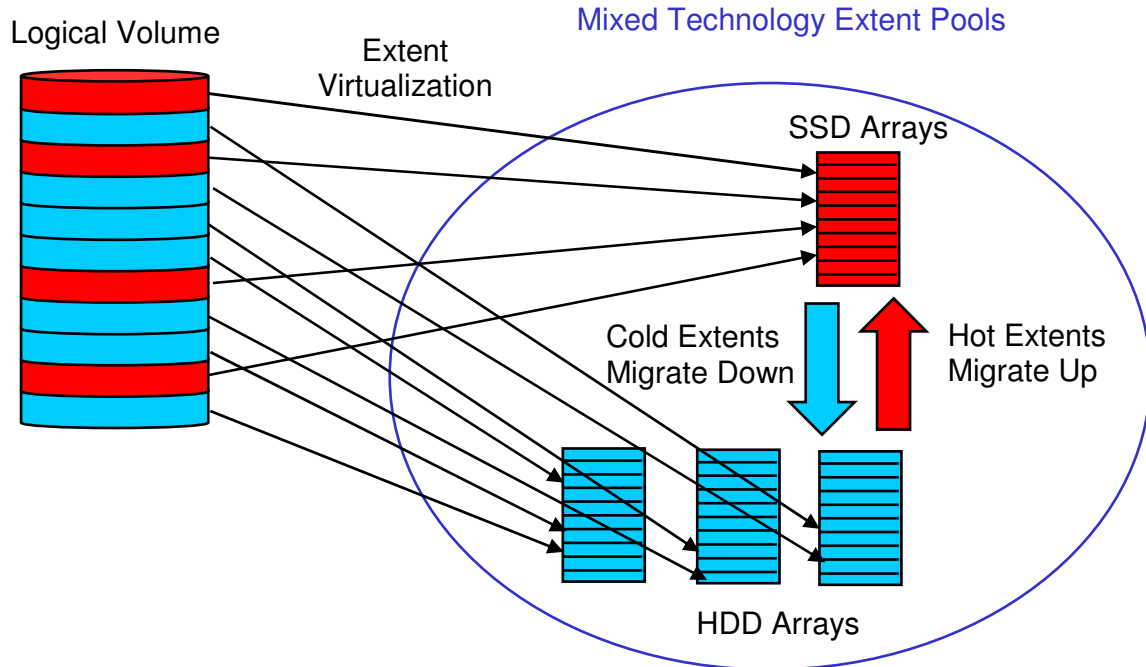 Mixed Technology Extent Pools
Logical Volume
Extent
Virtualization
SSD Arrays
Cold Extents
Migrate Down
Hot Extents
Migrate Up
HDD Arrays